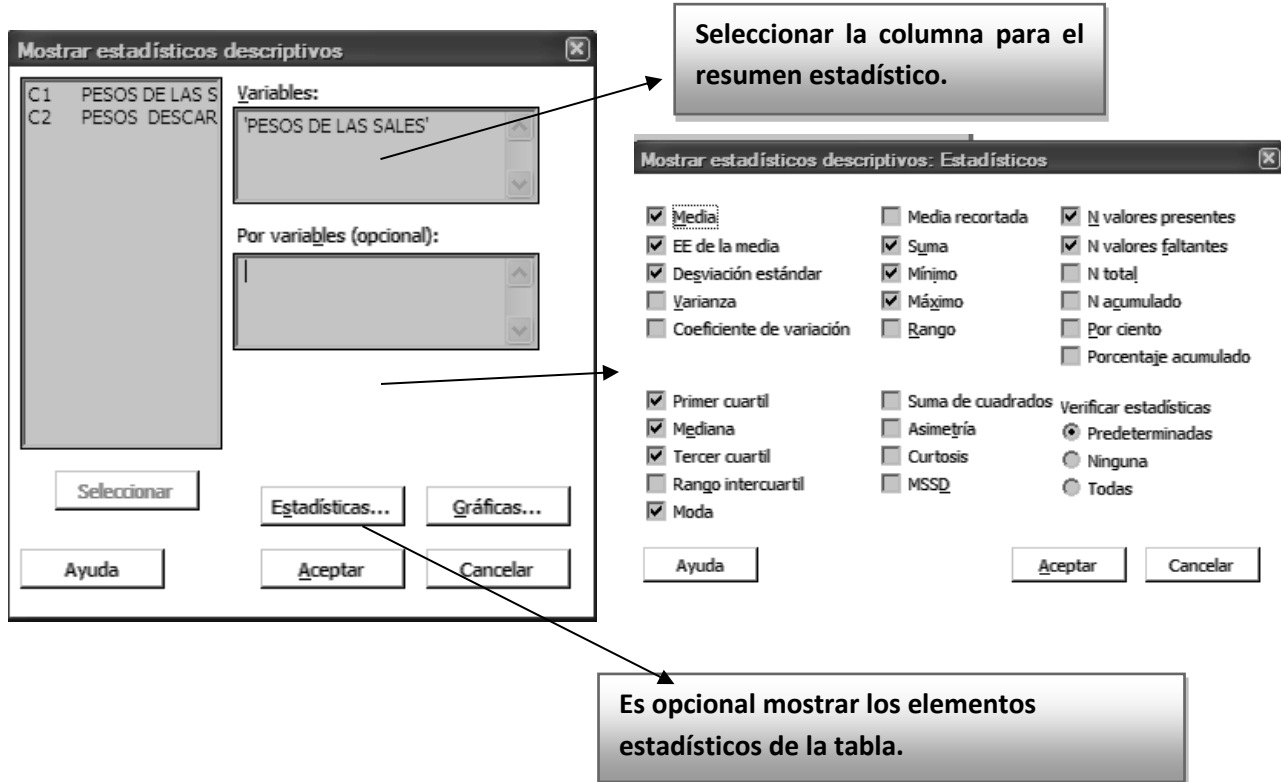 Mostrar estadísticos descriptivos
C1 PESOS DE LAS S
C2 PESOS DESCAR
Variables:
'PESOS DE LAS SALES'
Por variables (opcional):
Seleccionar
Estadísticas...
Gráficas...
Ayuda
Aceptar
Cancelar
Seleccionar la columna para el
resumen estadístico.
Mostrar estadísticos descriptivos: Estadísticos
Media
EE de la media
Desviación estándar
Varianza
Coeficiente de variación
Media recortada
Suma
Mínimo
Máximo
Rango
N valores presentes
N valores faltantes
N total
N acumulado
Por ciento
Porcentaje acumulado
Primer cuartil
Mediana
Tercer cuartil
Rango intercuartil
Moda
Suma de cuadrados
Asimetría
Curtosis
MSSD
Verificar estadísticas
Predeterminadas
Ninguna
Todas
Ayuda
Aceptar
Cancelar
Es opcional mostrar los elementos
estadísticos de la tabla.